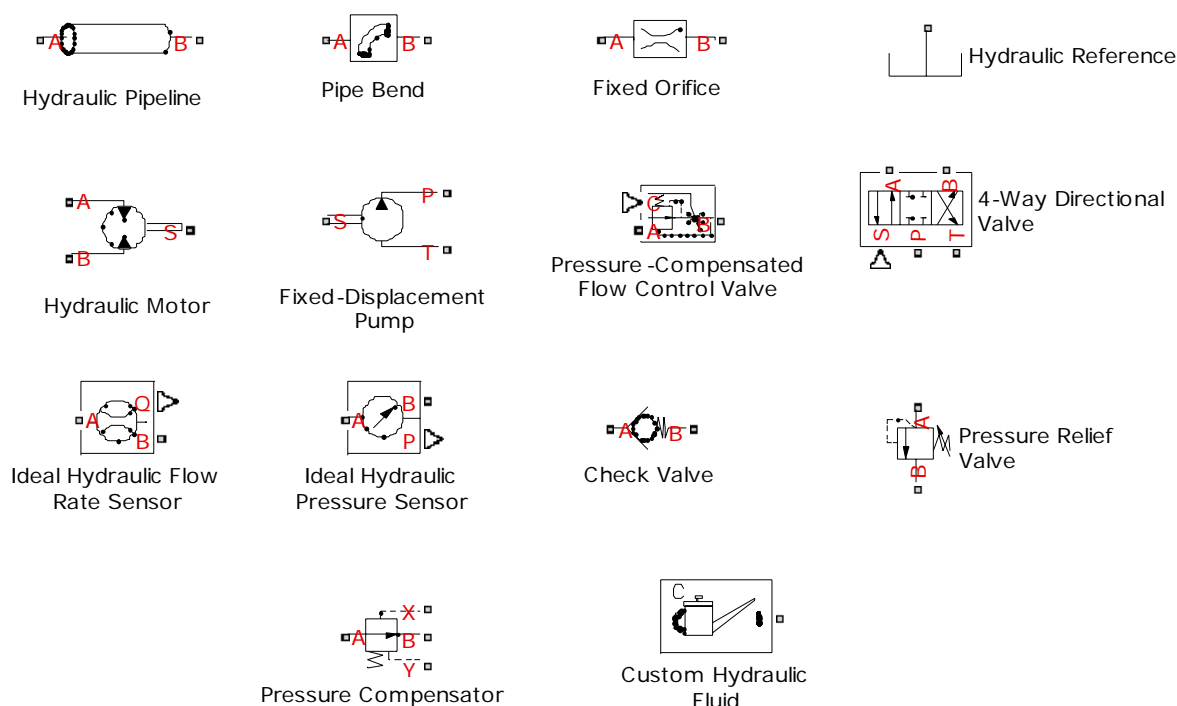 A B
Hydraulic Pipeline
A B
Pipe Bend
A B
Fixed Orifice
Hydraulic Reference
A
S
B
Hydraulic Motor
P
S
T
Fixed-Displacement
Pump
C
A B
Pressure-Compensated
Flow Control Valve
A B
S P T
4-Way Directional
Valve
Q
A
B
Ideal Hydraulic Flow
Rate Sensor
B
A
P
Ideal Hydraulic
Pressure Sensor
A B
Check Valve
A
B
Pressure Relief
Valve
X
A B
Y
Pressure Compensator
C
Custom Hydraulic
Fluid